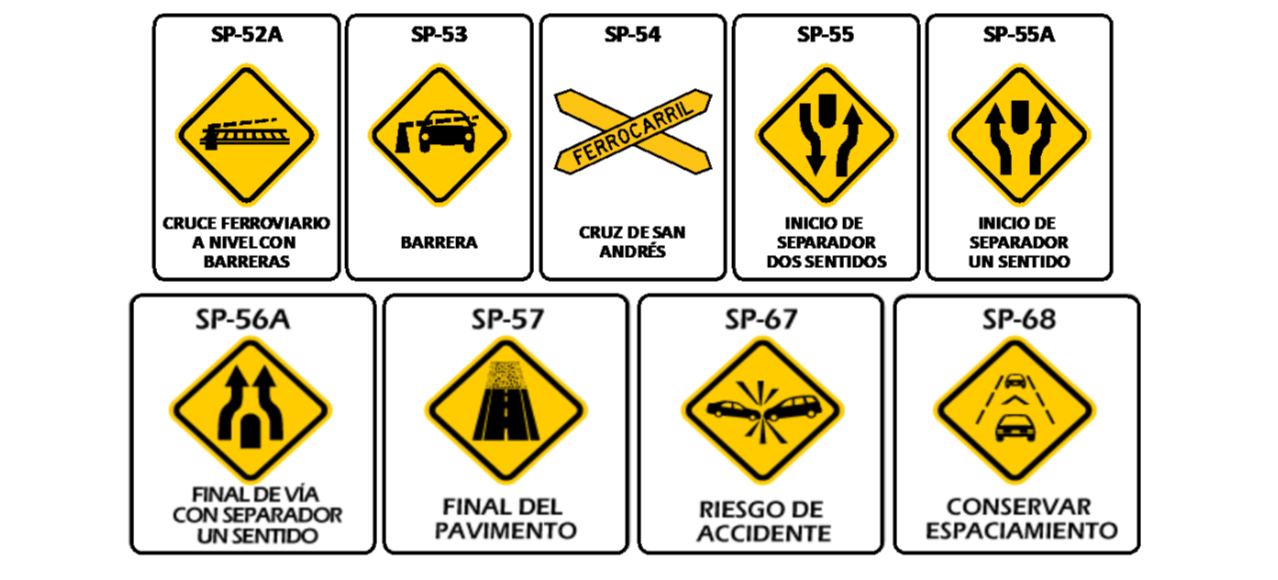 SP-52A
CRUCE FERROVIARIO
A NIVEL CON
BARRERAS
SP-53
BARRERA
SP-54
FERROCARRIL
CRUZ DE SAN
ANDRÉS
SP-55
INICIO DE
SEPARADOR
DOS SENTIDOS
SP-55A
INICIO DE
SEPARADOR
UN SENTIDO
SP-56A
FINAL DE VÍA
CON SEPARADOR
UN SENTIDO
SP-57
FINAL DEL
PAVIMENTO
SP-67
RIESGO DE
ACCIDENTE
SP-68
CONSERVAR
ESPACIAMIENTO